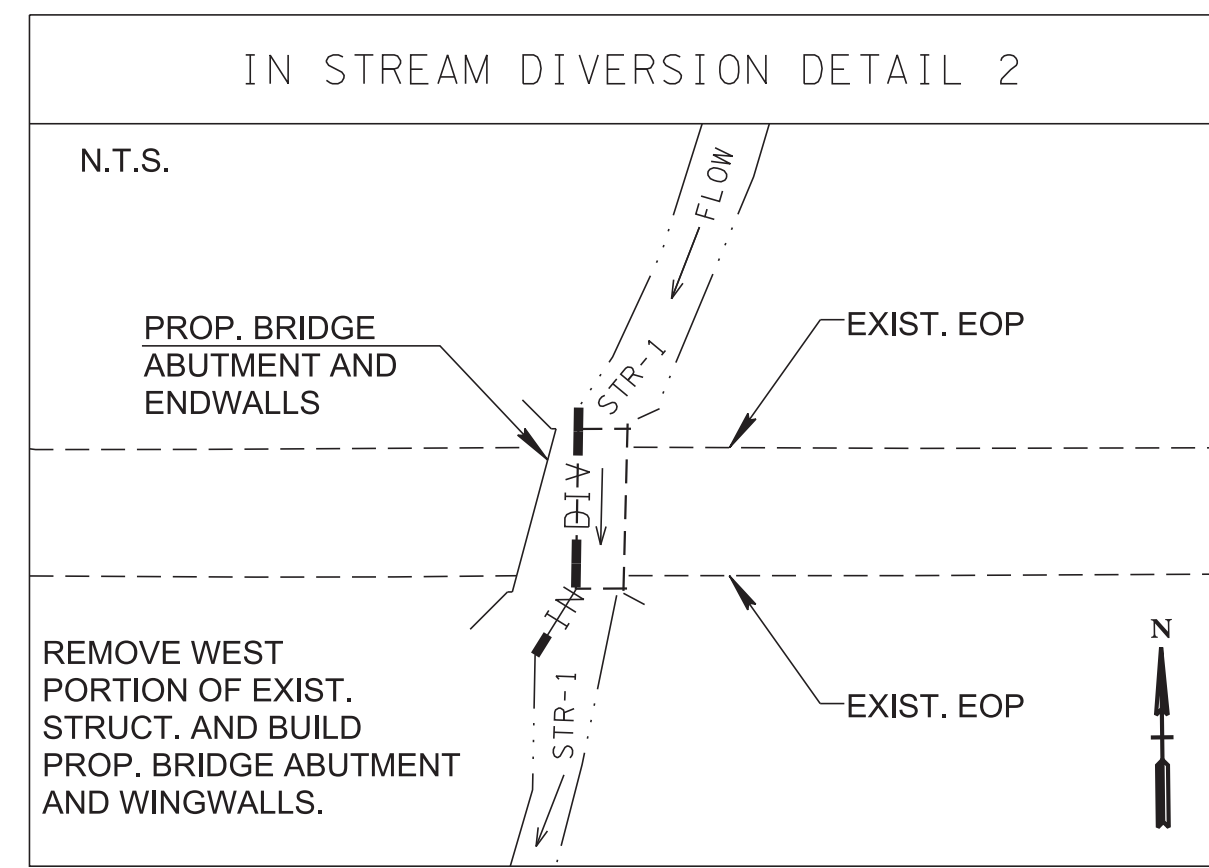 IN STREAM DIVERSION DETAIL 2
N.T.S.
FLOW
PROP. BRIDGE
ABUTMENT AND
ENDWALLS
EXIST. EOP
STR-1
IN DIV
REMOVE WEST
PORTION OF EXIST.
STRUCT. AND BUILD
PROP. BRIDGE ABUTMENT
AND WINGWALLS.
STR-1
EXIST. EOP
N